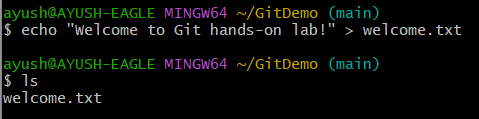 ayush@AYUSH-EAGLE MINGW64 ~/GitDemo (main)
$ echo "Welcome to Git hands-on lab!" > welcome.txt
ayush@AYUSH-EAGLE MINGW64 ~/GitDemo (main)
$ ls
welcome.txt